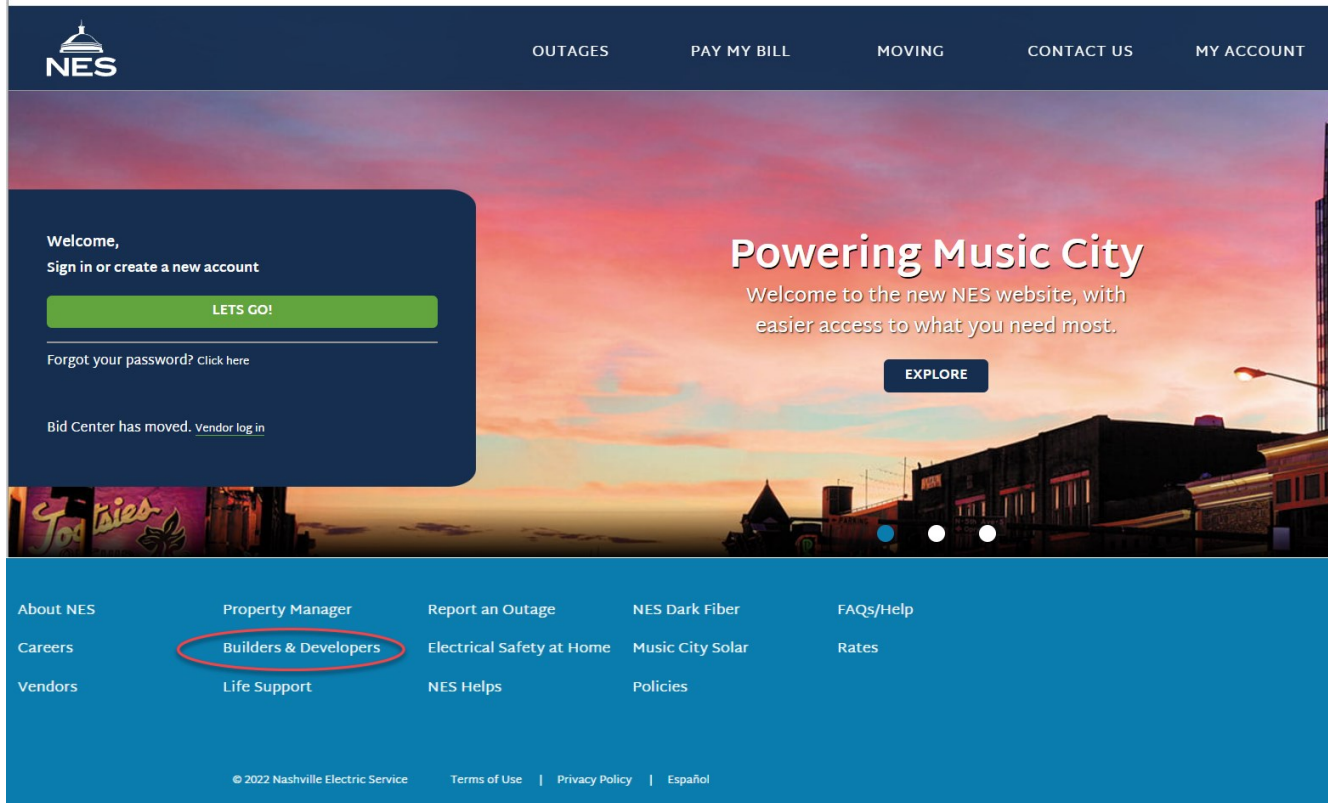 NES
OUTAGES PAY MY BILL MOVING CONTACT US MY ACCOUNT
Welcome,
Sign in or create a new account
LETS GO!
Forgot your password? Click here
Bid Center has moved. Vendor log in
Powering Music City
Welcome to the new NES website, with
easier access to what you need most.
EXPLORE
Tootsies
PARKING
P
About NES Property Manager Report an Outage NES Dark Fiber FAQs/Help
Careers Builders & Developers Electrical Safety at Home Music City Solar Rates
Vendors Life Support NES Helps Policies
© 2022 Nashville Electric Service Terms of Use | Privacy Policy | Español